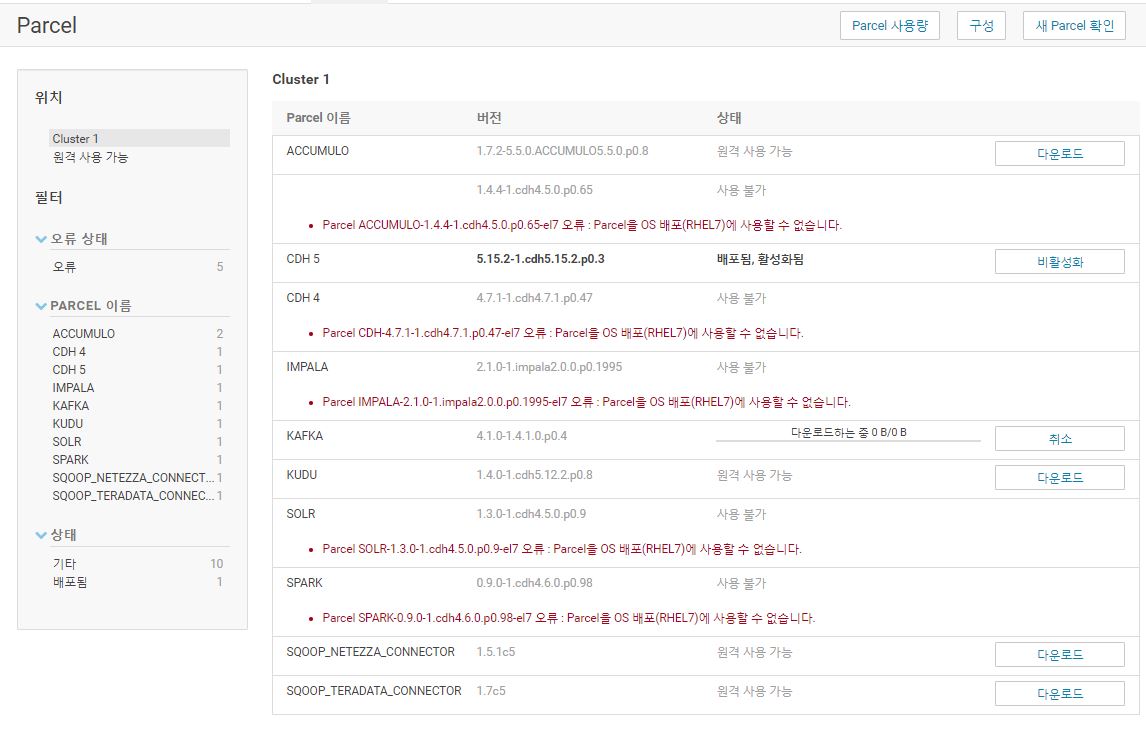 Parcel
Parcel 사용량
구성
새 Parcel 확인
위치
Cluster 1
원격 사용 가능
필터
오류 상태
오류 5
PARCEL 이름
ACCUMULO 2
CDH 4 1
CDH 5 1
IMPALA 1
KAFKA 1
KUDU 1
SOLR 1
SPARK 1
SQOOP_NETEZZA_CONNECT... 1
SQOOP_TERADATA_CONNEC... 1
상태
기타 10
배포됨 1
Cluster 1
Parcel 이름 버전 상태
ACCUMULO 1.7.2-5.5.0.ACCUMULO5.5.0.p0.8 원격 사용 가능 다운로드
1.4.4-1.cdh4.5.0.p0.65 사용 불가
• Parcel ACCUMULO-1.4.4-1.cdh4.5.0.p0.65-el7 오류 : Parcel을 OS 배포(RHEL7)에 사용할 수 없습니다.
CDH 5 5.15.2-1.cdh5.15.2.p0.3 배포됨, 활성화됨 비활성화
CDH 4 4.7.1-1.cdh4.7.1.p0.47 사용 불가
• Parcel CDH-4.7.1-1.cdh4.7.1.p0.47-el7 오류 : Parcel을 OS 배포(RHEL7)에 사용할 수 없습니다.
IMPALA 2.1.0-1.impala2.0.0.p0.1995 사용 불가
• Parcel IMPALA-2.1.0-1.impala2.0.0.p0.1995-el7 오류 : Parcel을 OS 배포(RHEL7)에 사용할 수 없습니다.
KAFKA 4.1.0-1.4.1.0.p0.4 다운로드하는 중 0 B/0 B 취소
KUDU 1.4.0-1.cdh5.12.2.p0.8 원격 사용 가능 다운로드
SOLR 1.3.0-1.cdh4.5.0.p0.9 사용 불가
• Parcel SOLR-1.3.0-1.cdh4.5.0.p0.9-el7 오류 : Parcel을 OS 배포(RHEL7)에 사용할 수 없습니다.
SPARK 0.9.0-1.cdh4.6.0.p0.98 사용 불가
• Parcel SPARK-0.9.0-1.cdh4.6.0.p0.98-el7 오류 : Parcel을 OS 배포(RHEL7)에 사용할 수 없습니다.
SQOOP_NETEZZA_CONNECTOR 1.5.1c5 원격 사용 가능 다운로드
SQOOP_TERADATA_CONNECTOR 1.7c5 원격 사용 가능 다운로드